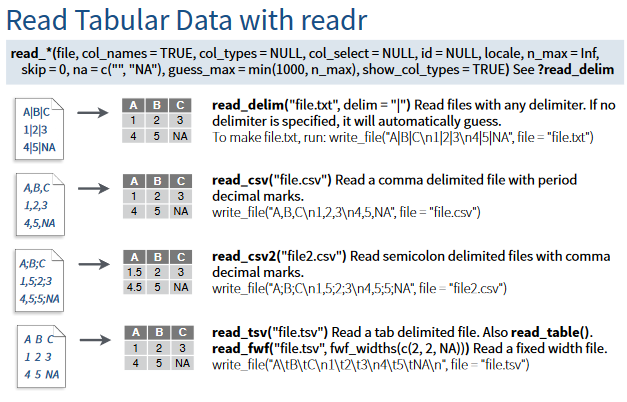 Read Tabular Data with readr
read_*(file, col_names = TRUE, col_types = NULL, col_select = NULL, id = NULL, locale, n_max = Inf,
skip = 0, na = c("", "NA"), guess_max = min(1000, n_max), show_col_types = TRUE) See ?read_delim
A|B|C
1|2|3
4|5|NA
A B C
1 2 3
4 5 NA
read_delim("file.txt", delim = "|") Read files with any delimiter. If no
delimiter is specified, it will automatically guess.
To make file.txt, run: write_file("A|B|C\n1|2|3\n4|5|NA", file = "file.txt")
A,B,C
1,2,3
4,5,NA
A B C
1 2 3
4 5 NA
read_csv("file.csv") Read a comma delimited file with period
decimal marks.
write_file("A,B,C\n1,2,3\n4,5,NA", file = "file.csv")
A;B;C
1,5;2;3
4,5;5;NA
A B C
1.5 2 3
4.5 5 NA
read_csv2("file2.csv") Read semicolon delimited files with comma
decimal marks.
write_file("A;B;C\n1,5;2;3\n4,5;5;NA", file = "file2.csv")
A B C
1 2 3
4 5 NA
A B C
1 2 3
4 5 NA
read_tsv("file.tsv") Read a tab delimited file. Also read_table().
read_fwf("file.tsv", fwf_widths(c(2, 2, NA))) Read a fixed width file.
write_file("A\tB\tC\n1\t2\t3\n4\t5\tNA\n", file = "file.tsv")